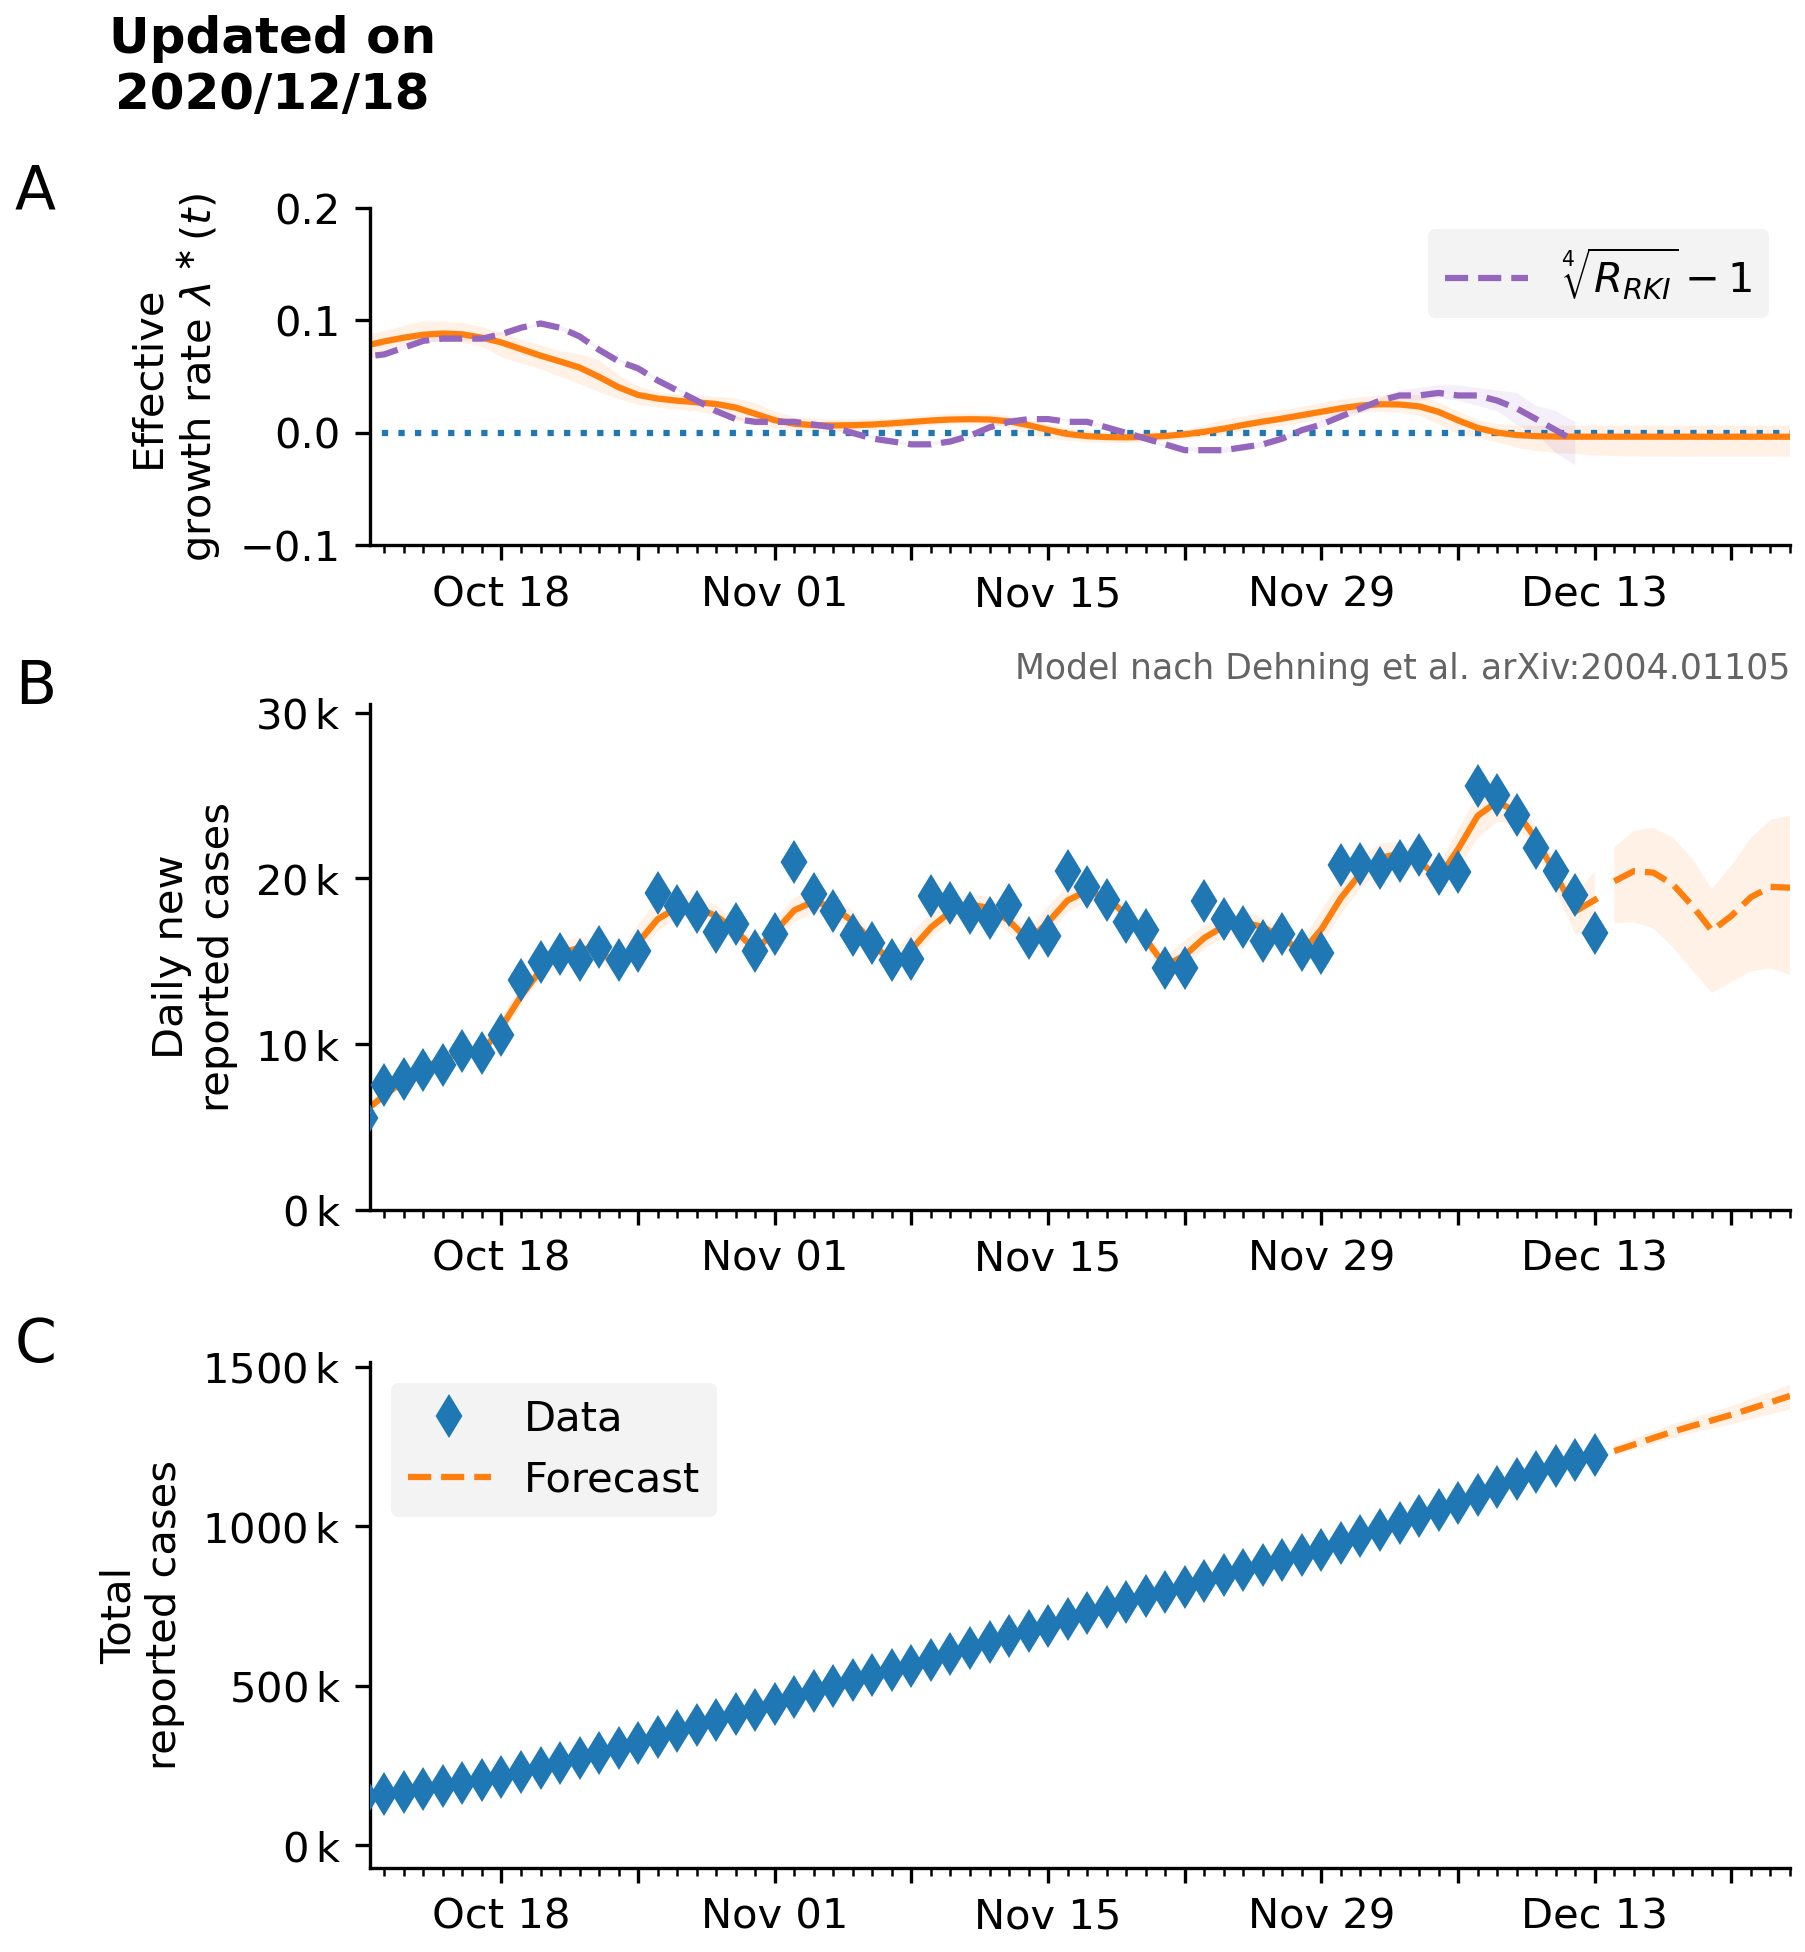 Updated on
2020/12/18
A
Effective
growth rate λ * (t)
0.2
0.1
0.0
−0.1
∜R_RKI − 1
Oct 18 Nov 01 Nov 15 Nov 29 Dec 13
Model nach Dehning et al. arXiv:2004.01105
B
Daily new
reported cases
30 k
20 k
10 k
0 k
Oct 18 Nov 01 Nov 15 Nov 29 Dec 13
C
Total
reported cases
1500 k
1000 k
500 k
0 k
Data
Forecast
Oct 18 Nov 01 Nov 15 Nov 29 Dec 13